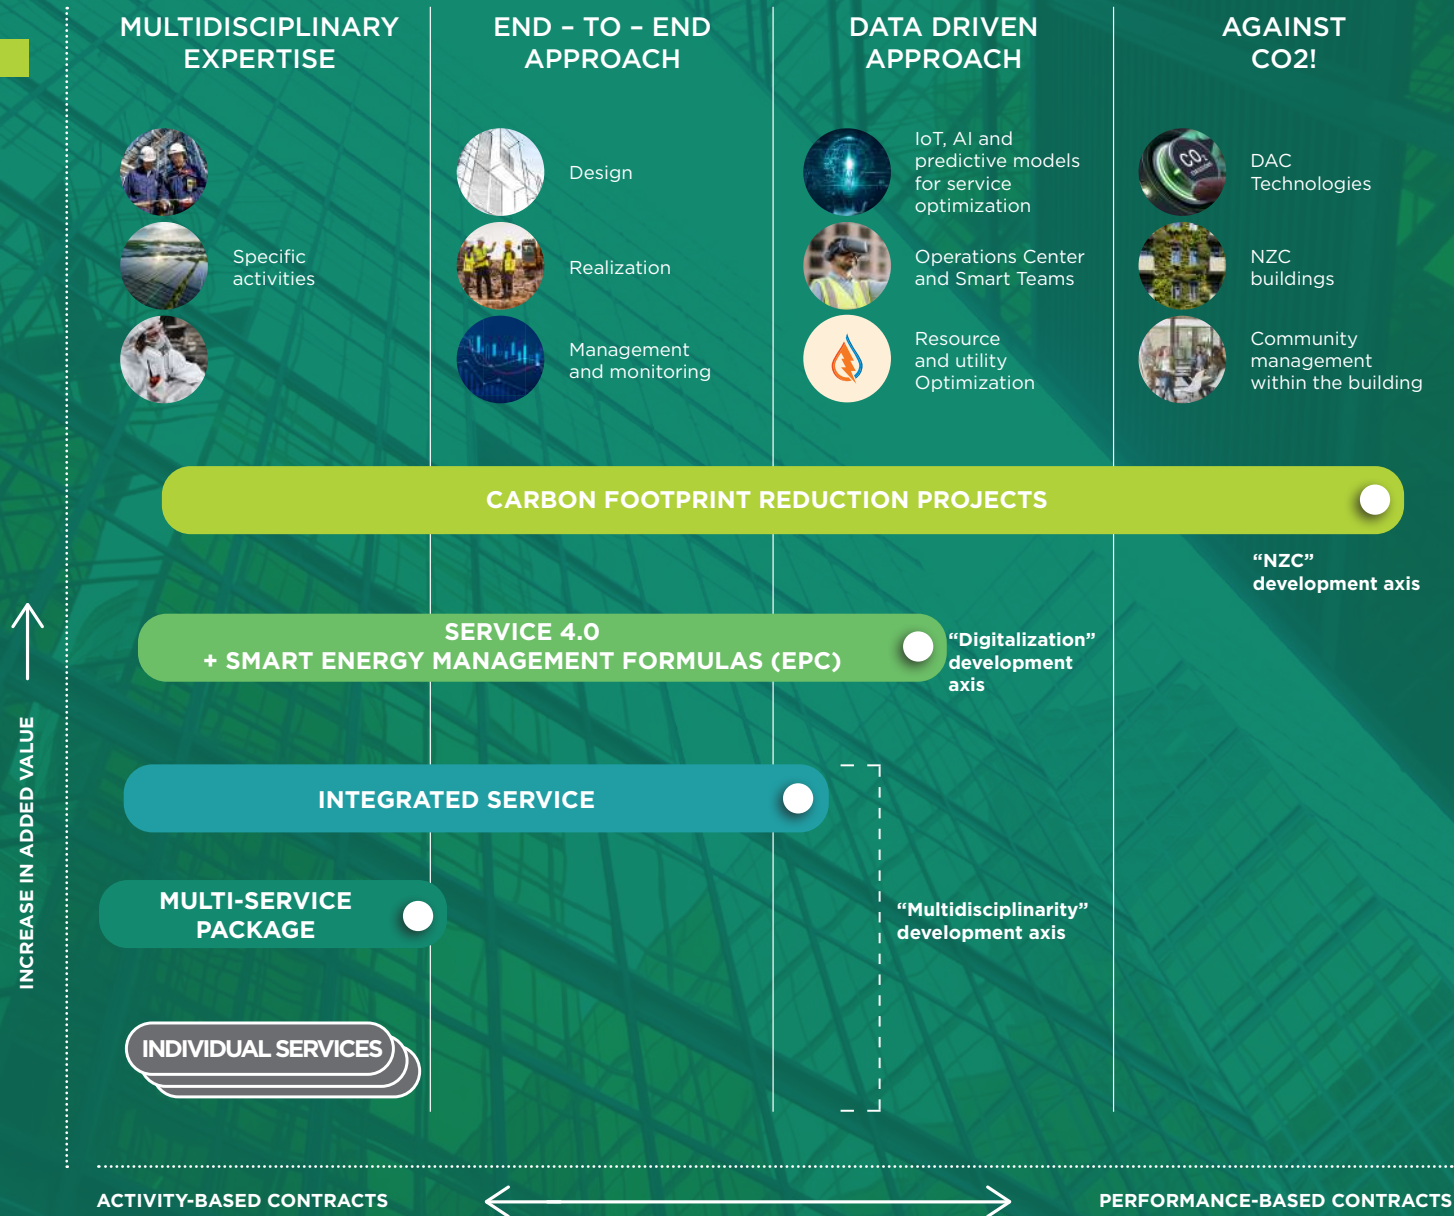 MULTIDISCIPLINARY
EXPERTISE
END – TO – END
APPROACH
DATA DRIVEN
APPROACH
AGAINST
CO2!
Specific
activities
Design
Realization
Management
and monitoring
IoT, AI and
predictive models
for service
optimization
Operations Center
and Smart Teams
Resource
and utility
Optimization
CO₂
DAC
Technologies
NZC
buildings
Community
management
within the building
CARBON FOOTPRINT REDUCTION PROJECTS
“NZC”
development axis
SERVICE 4.0
+ SMART ENERGY MANAGEMENT FORMULAS (EPC)
“Digitalization”
development
axis
INTEGRATED SERVICE
MULTI-SERVICE
PACKAGE
“Multidisciplinarity”
development axis
INDIVIDUAL SERVICES
INCREASE IN ADDED VALUE
ACTIVITY-BASED CONTRACTS
PERFORMANCE-BASED CONTRACTS